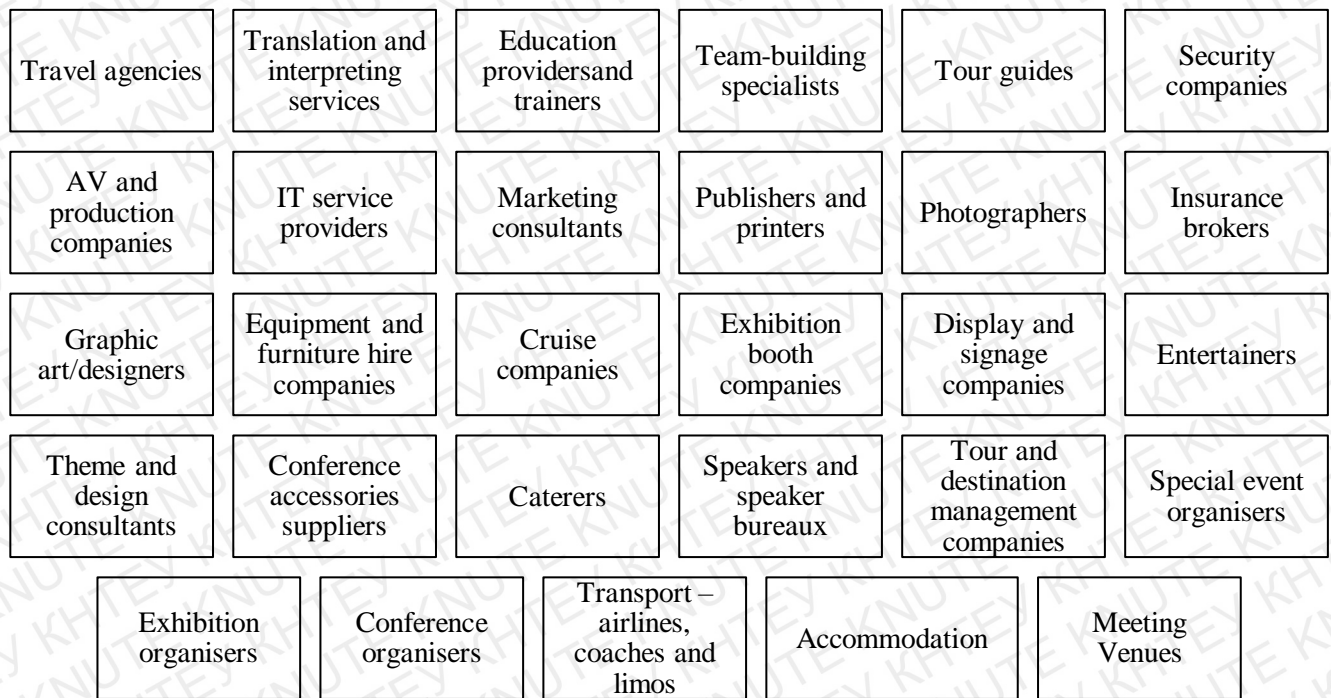 Travel agencies
Translation and
interpreting
services
Education
providersand
trainers
Team-building
specialists
Tour guides
Security
companies
AV and
production
companies
IT service
providers
Marketing
consultants
Publishers and
printers
Photographers
Insurance
brokers
Graphic
art/designers
Equipment and
furniture hire
companies
Cruise
companies
Exhibition
booth
companies
Display and
signage
companies
Entertainers
Theme and
design
consultants
Conference
accessories
suppliers
Caterers
Speakers and
speaker
bureaux
Tour and
destination
management
companies
Special event
organisers
Exhibition
organisers
Conference
organisers
Transport –
airlines,
coaches and
limos
Accommodation
Meeting
Venues